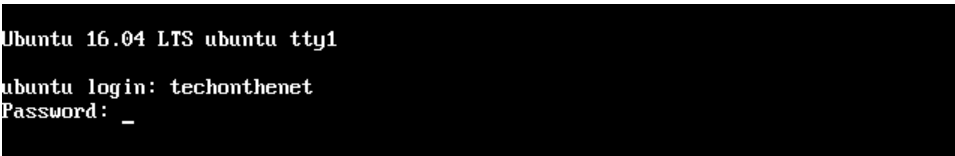 Ubuntu 16.04 LTS ubuntu tty1
ubuntu login: techonthenet
Password: _